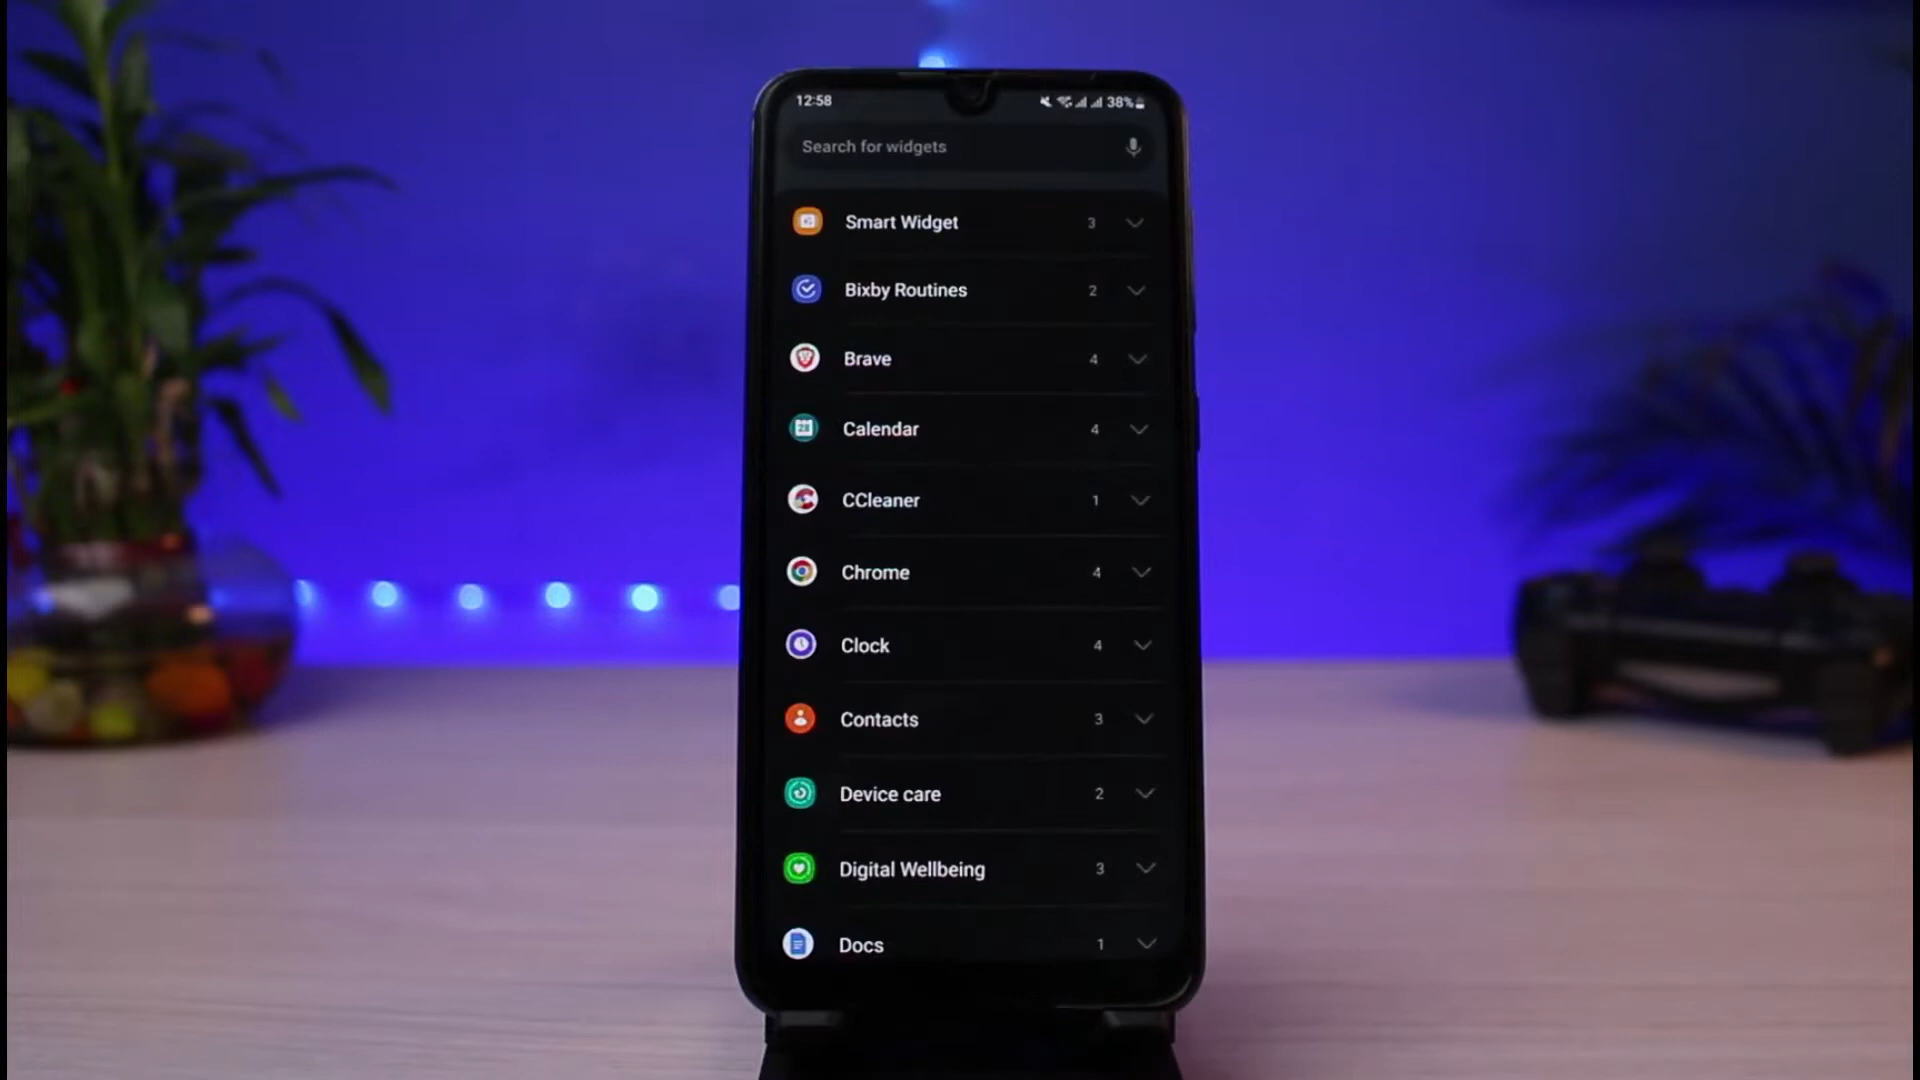 12:58 38%
Search for widgets
Smart Widget 3
Bixby Routines 2
Brave 4
Calendar 4
CCleaner 1
Chrome 4
Clock 4
Contacts 3
Device care 2
Digital Wellbeing 3
Docs 1